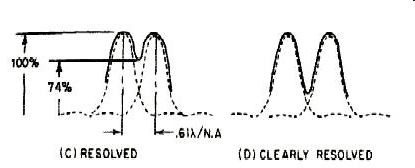 100%
74%
.61λ/N.A
(C) RESOLVED
(D) CLEARLY RESOLVED